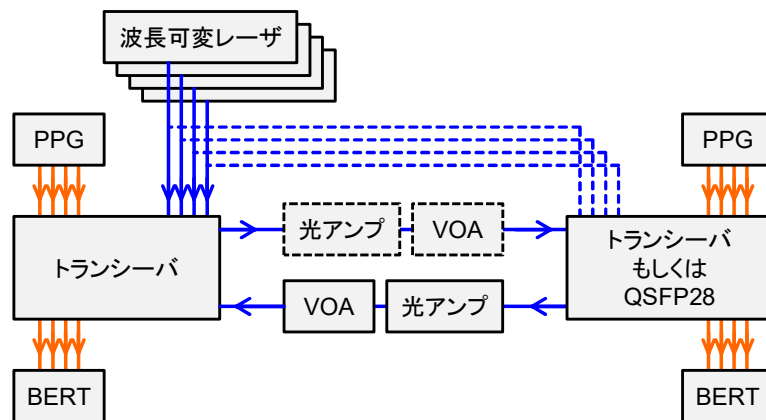 波長可変レーザ
PPG
PPG
トランシーバ
光アンプ
VOA
トランシーバ
もしくは
QSFP28
VOA
光アンプ
BERT
BERT